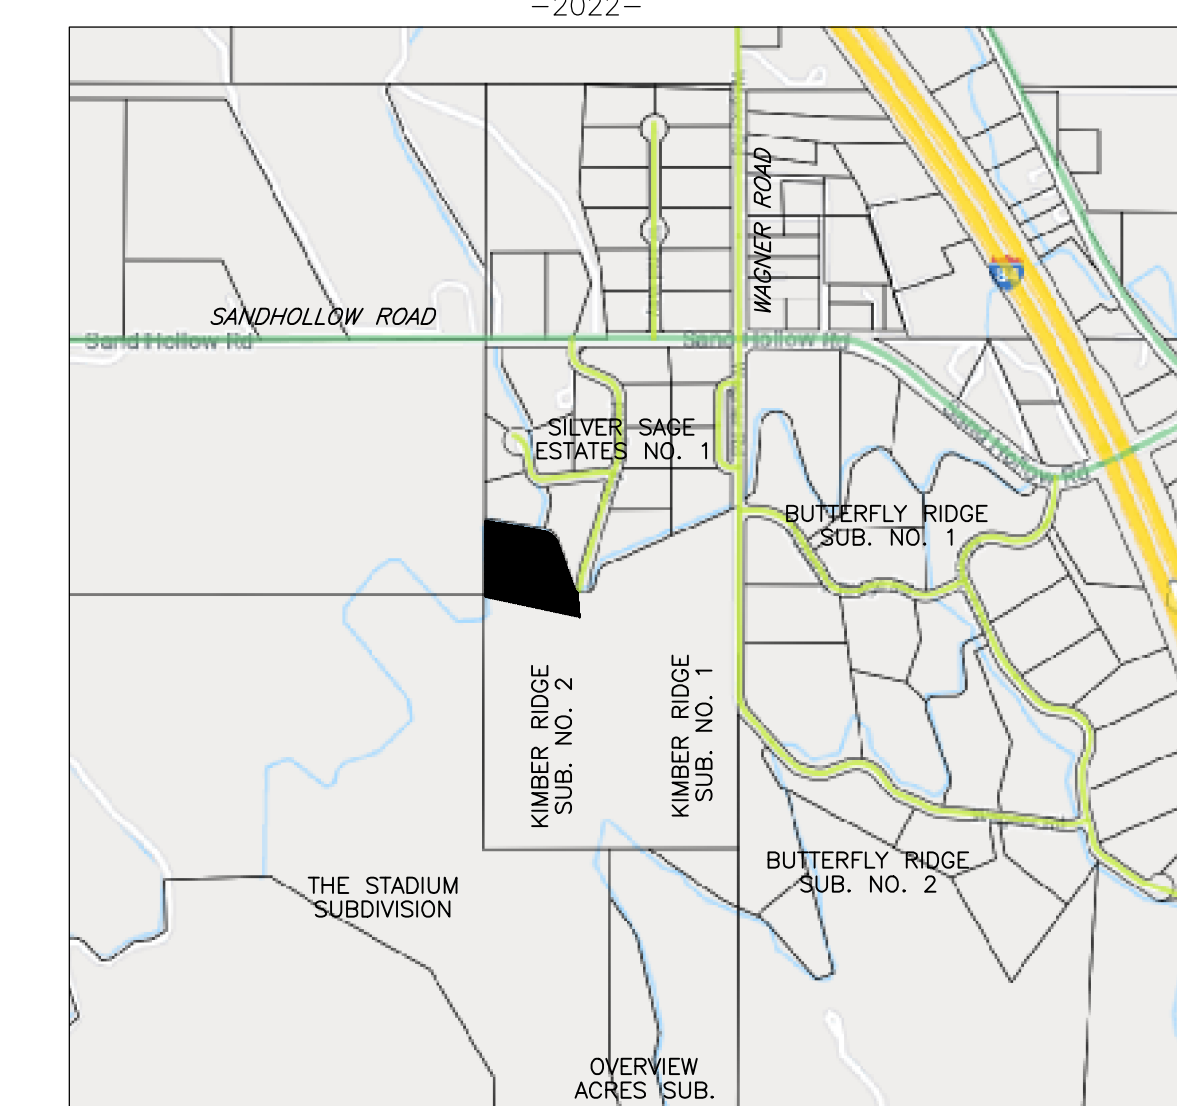 -2022-
WAGNER ROAD
SANDHOLLOW ROAD
Sand Hollow Rd
Sand Hollow Rd
Sand Hollow Rd
SILVER SAGE
ESTATES NO. 1
BUTTERFLY RIDGE
SUB. NO. 1
KIMBER RIDGE
SUB. NO. 2
KIMBER RIDGE
SUB. NO. 1
BUTTERFLY RIDGE
SUB. NO. 2
THE STADIUM
SUBDIVISION
OVERVIEW
ACRES SUB.